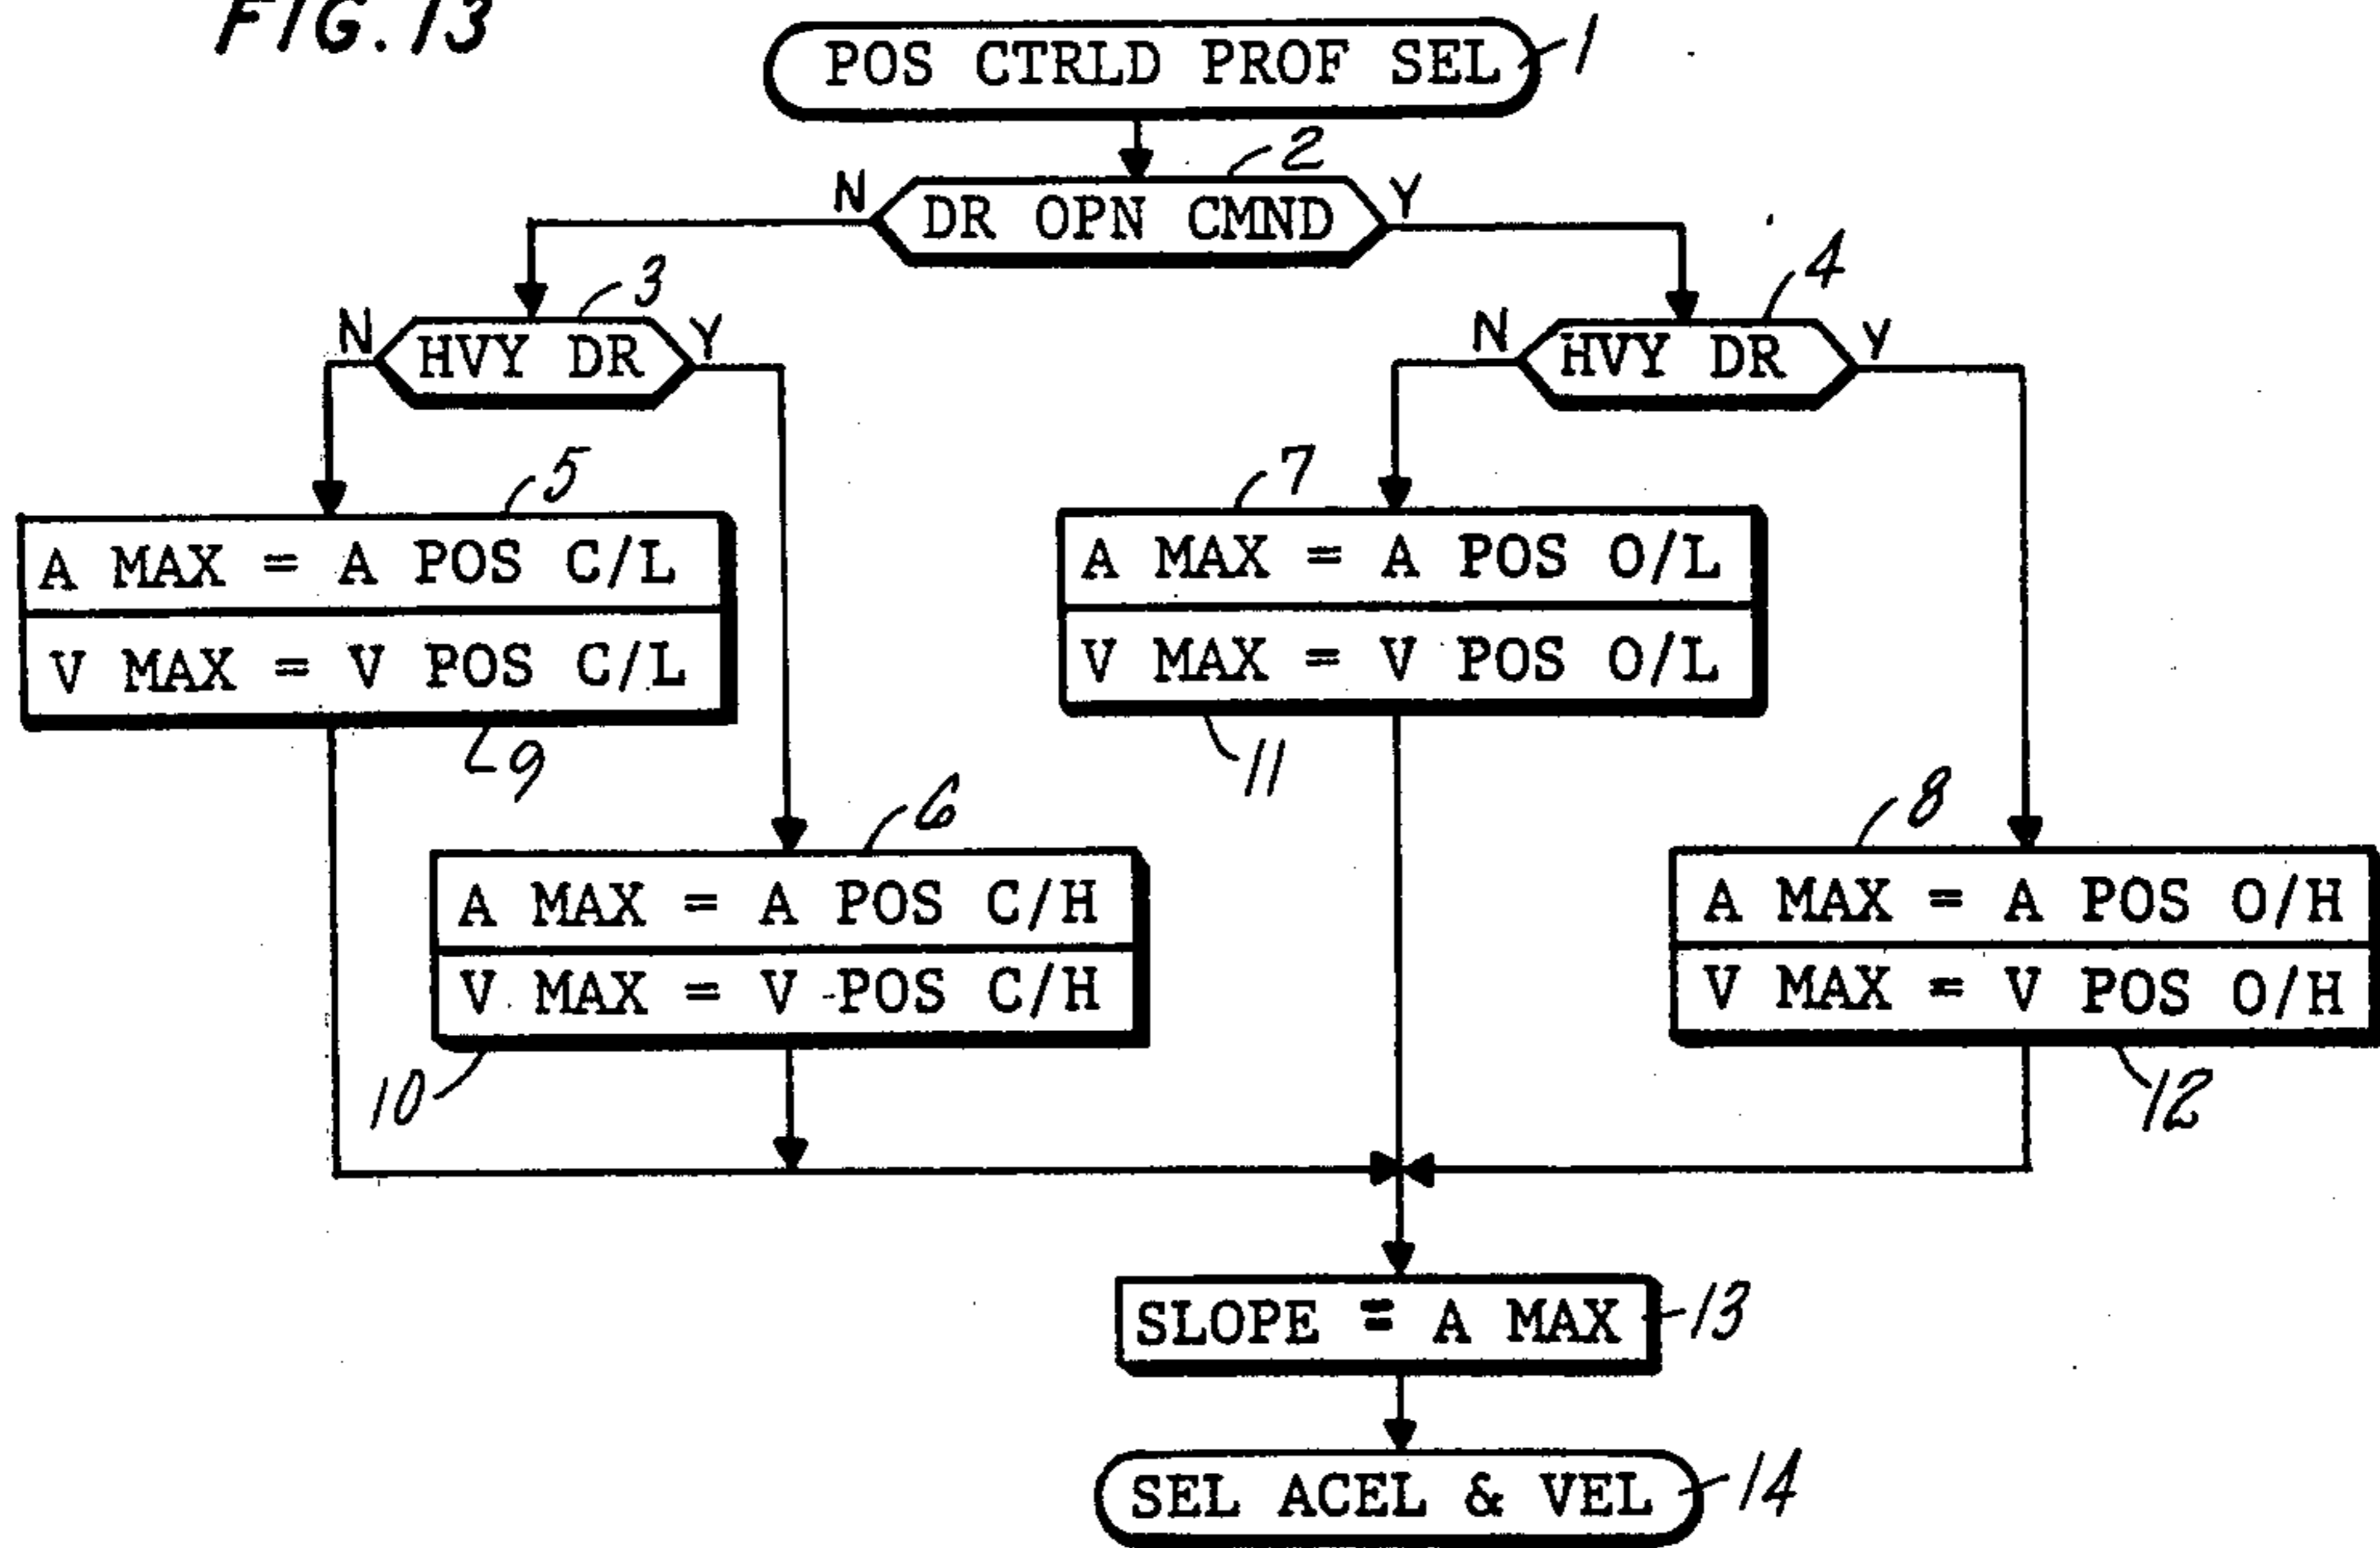 FIG. 13
POS CTRLD PROF SEL 1
2
N DR OPN CMND Y
3
4
N HVY DR Y
N HVY DR Y
5
7
A MAX = A POS C/L
V MAX = V POS C/L
9
A MAX = A POS O/L
V MAX = V POS O/L
11
6
8
A MAX = A POS C/H
V MAX = V POS C/H
10
A MAX = A POS O/H
V MAX = V POS O/H
12
SLOPE = A MAX 13
SEL ACEL & VEL 14